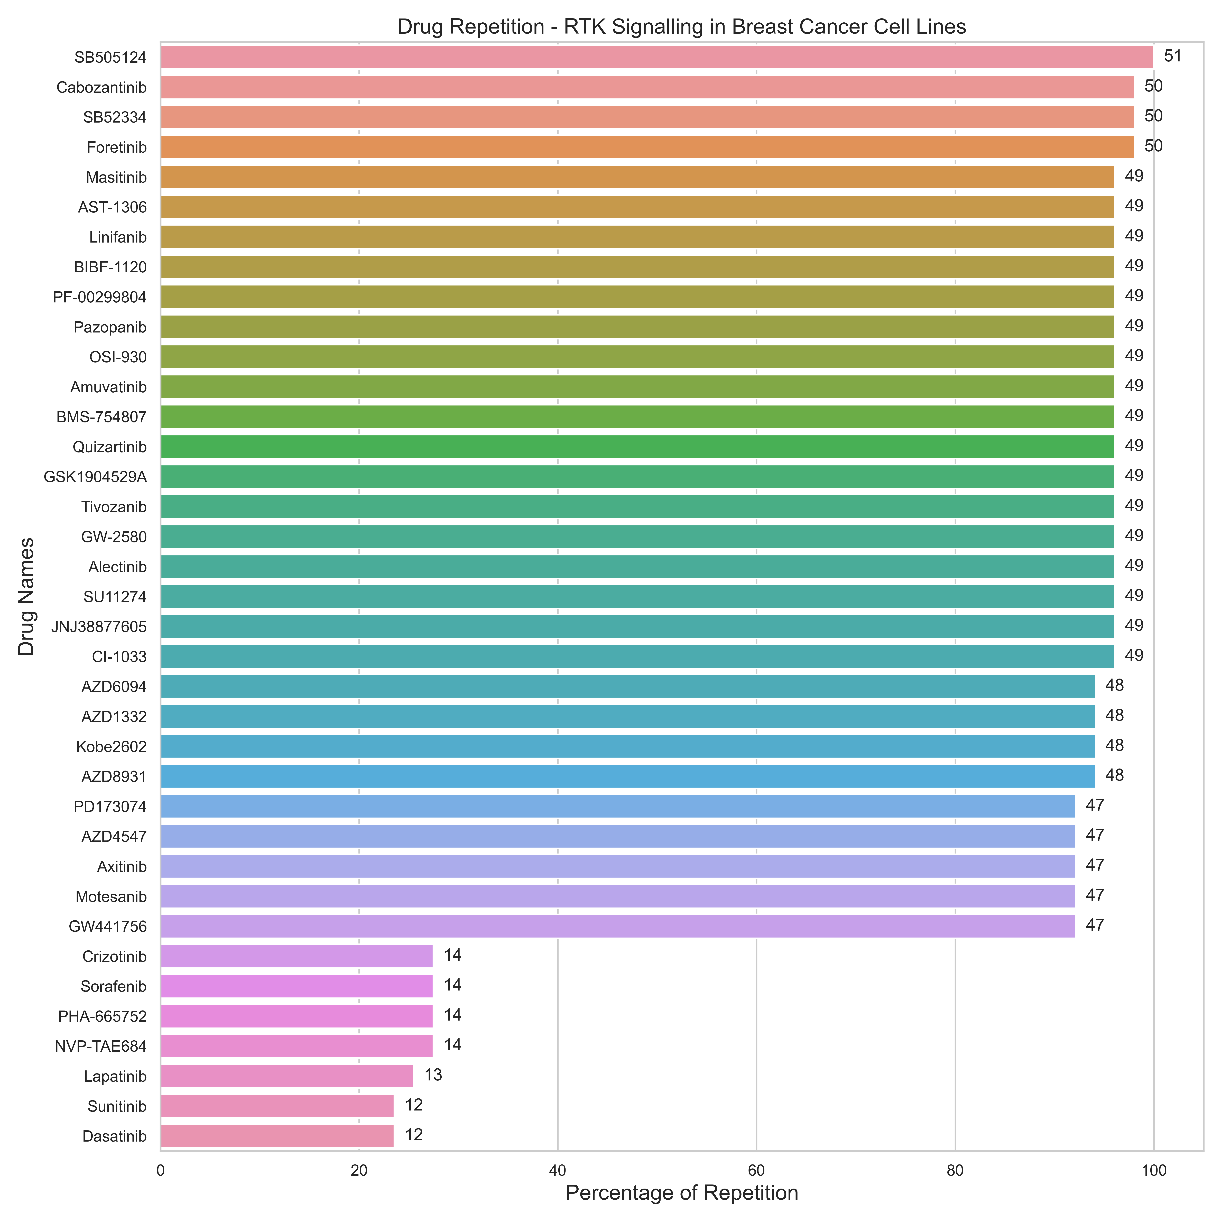 Drug Repetition - RTK Signalling in Breast Cancer Cell Lines
SB505124 51
Cabozantinib 50
SB52334 50
Foretinib 50
Masitinib 49
AST-1306 49
Linifanib 49
BIBF-1120 49
PF-00299804 49
Pazopanib 49
OSI-930 49
Amuvatinib 49
BMS-754807 49
Quizartinib 49
GSK1904529A 49
Tivozanib 49
GW-2580 49
Alectinib 49
SU11274 49
JNJ38877605 49
CI-1033 49
AZD6094 48
AZD1332 48
Kobe2602 48
AZD8931 48
PD173074 47
AZD4547 47
Axitinib 47
Motesanib 47
GW441756 47
Crizotinib 14
Sorafenib 14
PHA-665752 14
NVP-TAE684 14
Lapatinib 13
Sunitinib 12
Dasatinib 12
Drug Names
0 20 40 60 80 100
Percentage of Repetition